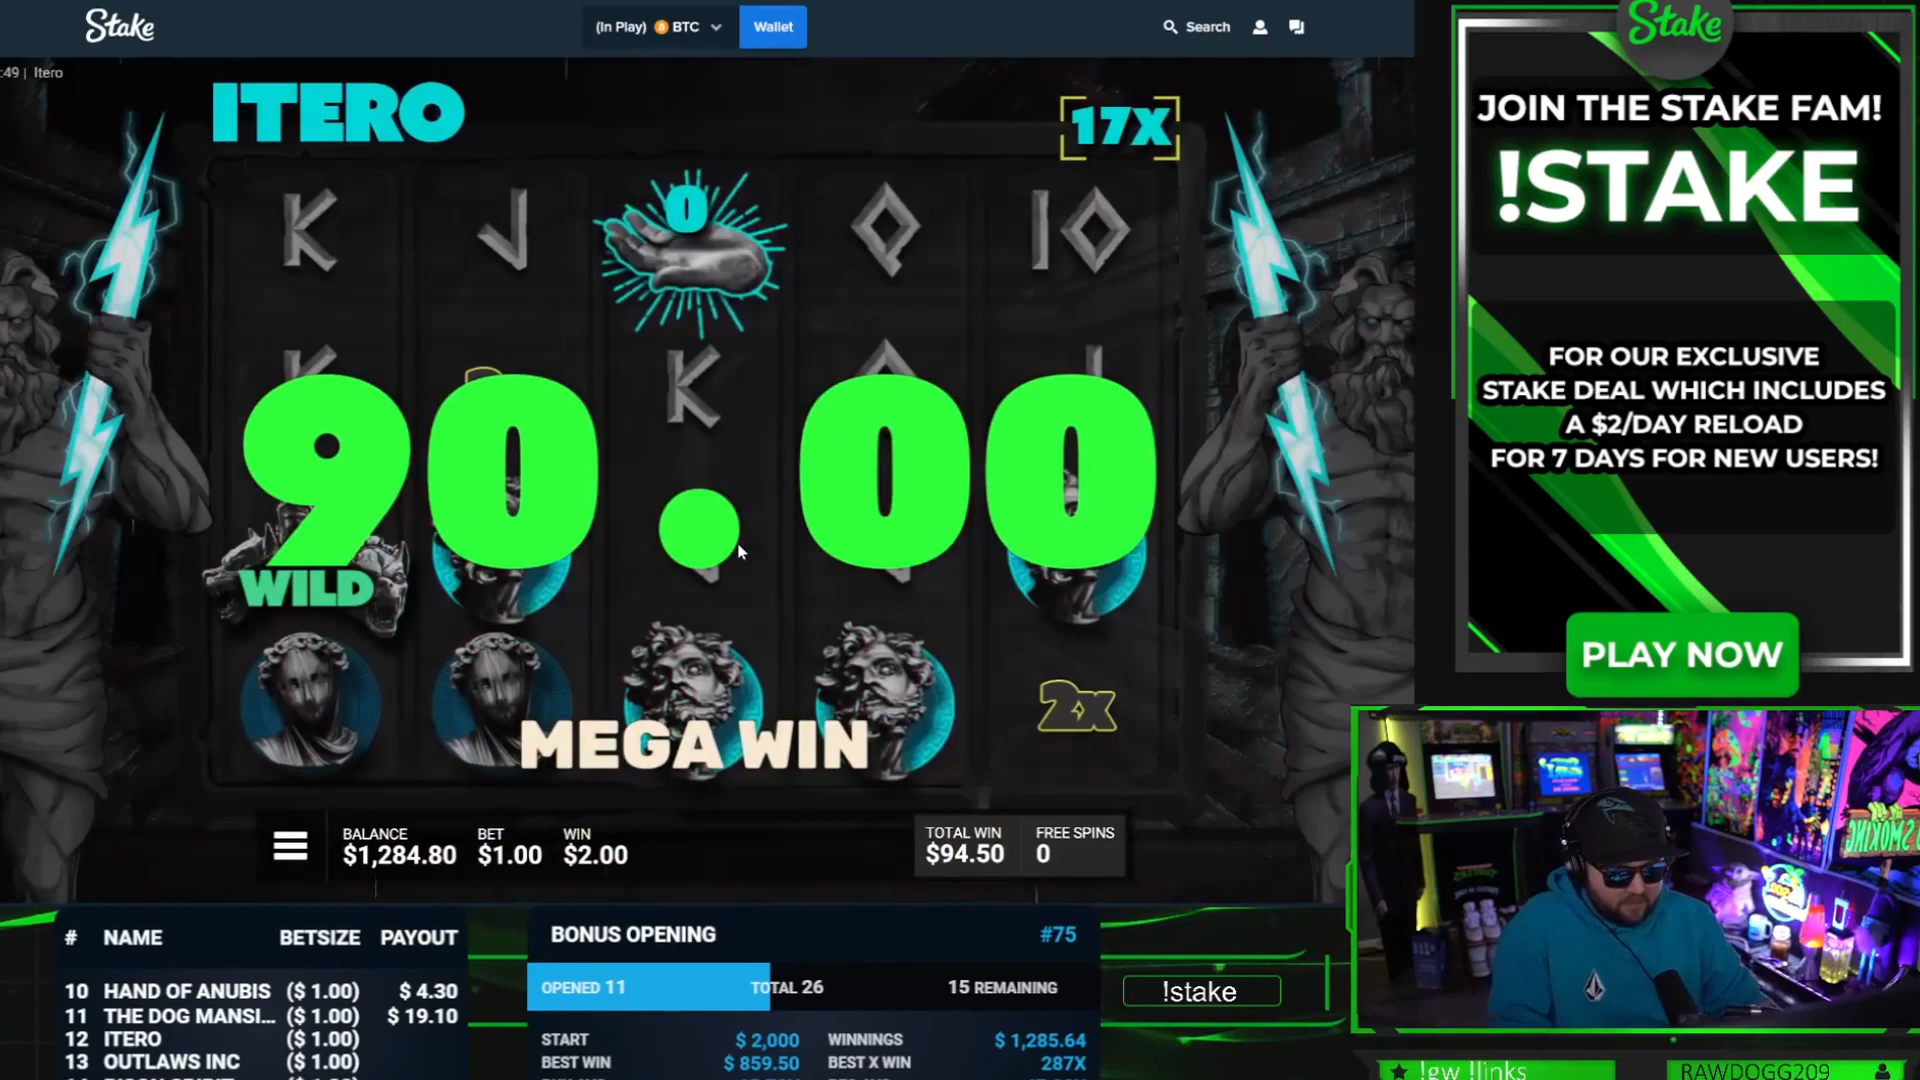 Stake
(In Play) BTC
Wallet
Search
:49 | Itero
ITERO
17X
0
K
10
K
K
90.00
WILD
2X
MEGA WIN
BALANCE
$1,284.80
BET
$1.00
WIN
$2.00
TOTAL WIN
$94.50
FREE SPINS
0
Stake
JOIN THE STAKE FAM!
!STAKE
FOR OUR EXCLUSIVE
STAKE DEAL WHICH INCLUDES
A $2/DAY RELOAD
FOR 7 DAYS FOR NEW USERS!
PLAY NOW
# NAME BETSIZE PAYOUT
10 HAND OF ANUBIS ($ 1.00) $ 4.30
11 THE DOG MANSI... ($ 1.00) $ 19.10
12 ITERO ($ 1.00)
13 OUTLAWS INC ($ 1.00)
BONUS OPENING #75
OPENED 11 TOTAL 26 15 REMAINING
START $ 2,000 WINNINGS $ 1,285.64
BEST WIN $ 859.50 BEST X WIN 287X
!stake
SMOKING
!gw !links
RAWDOGG209